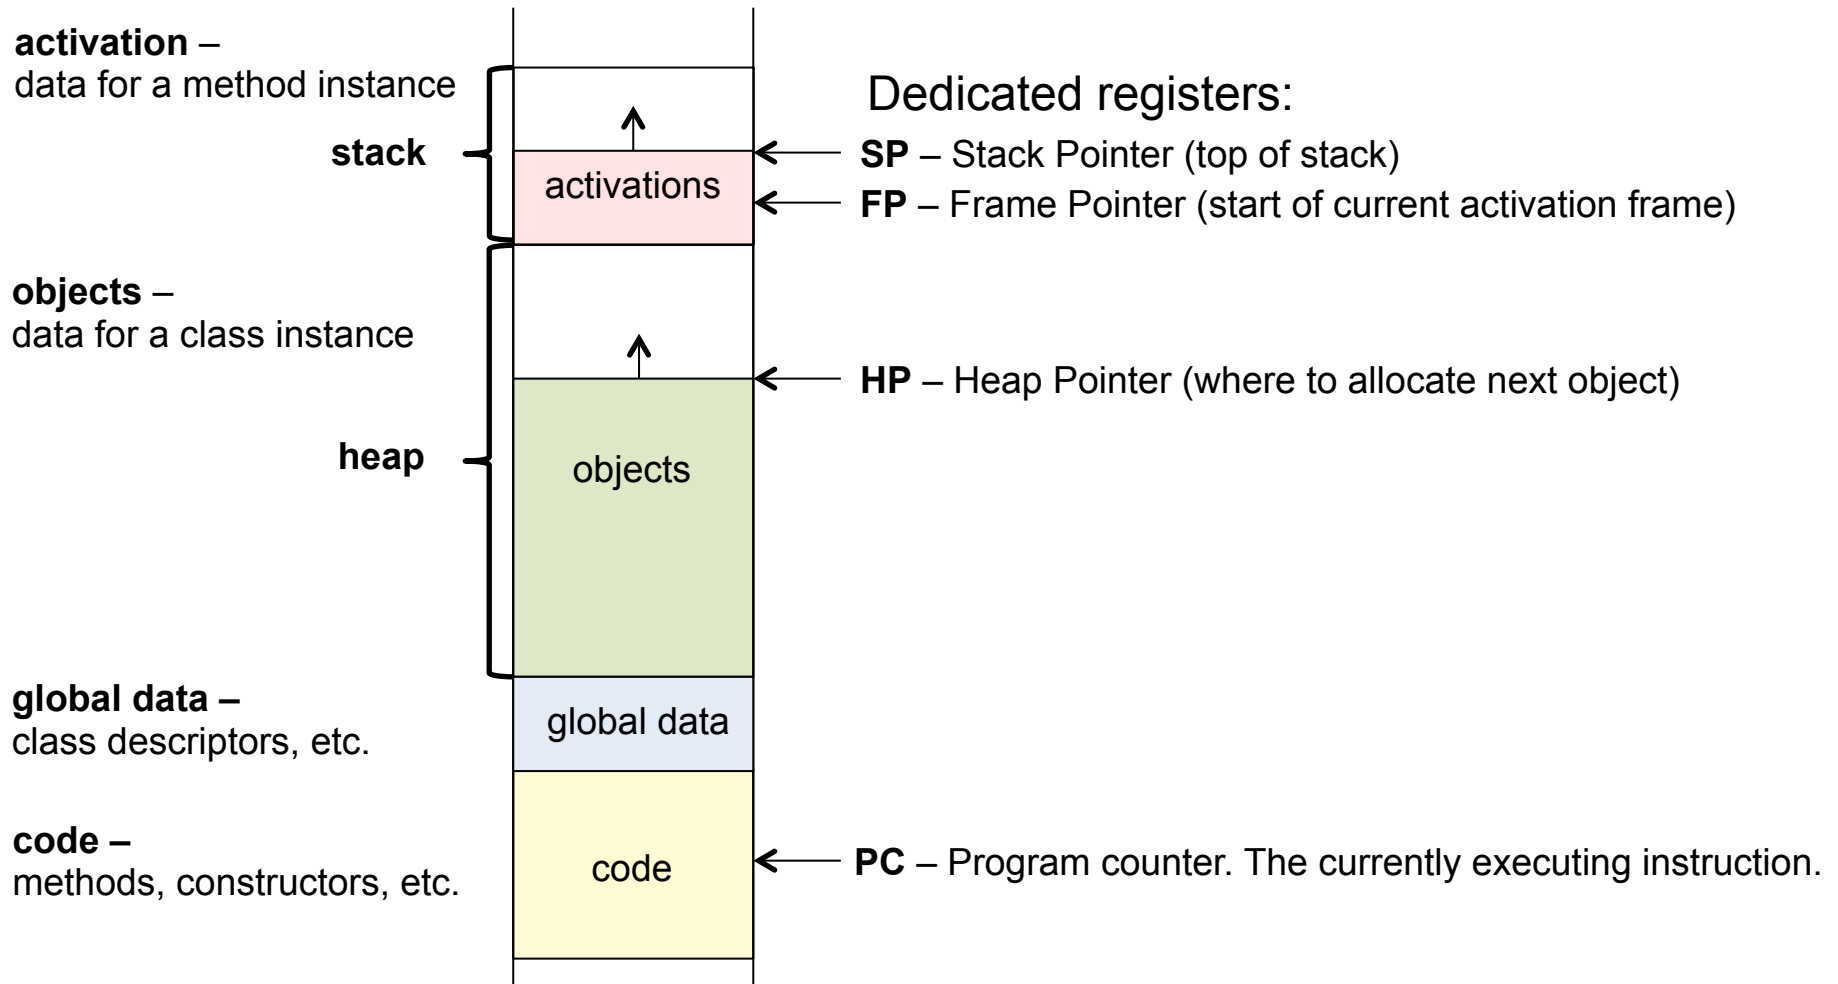 activation –
data for a method instance
stack
activations
Dedicated registers:
SP – Stack Pointer (top of stack)
FP – Frame Pointer (start of current activation frame)
objects –
data for a class instance
HP – Heap Pointer (where to allocate next object)
heap
objects
global data –
class descriptors, etc.
global data
code –
methods, constructors, etc.
code
PC – Program counter. The currently executing instruction.